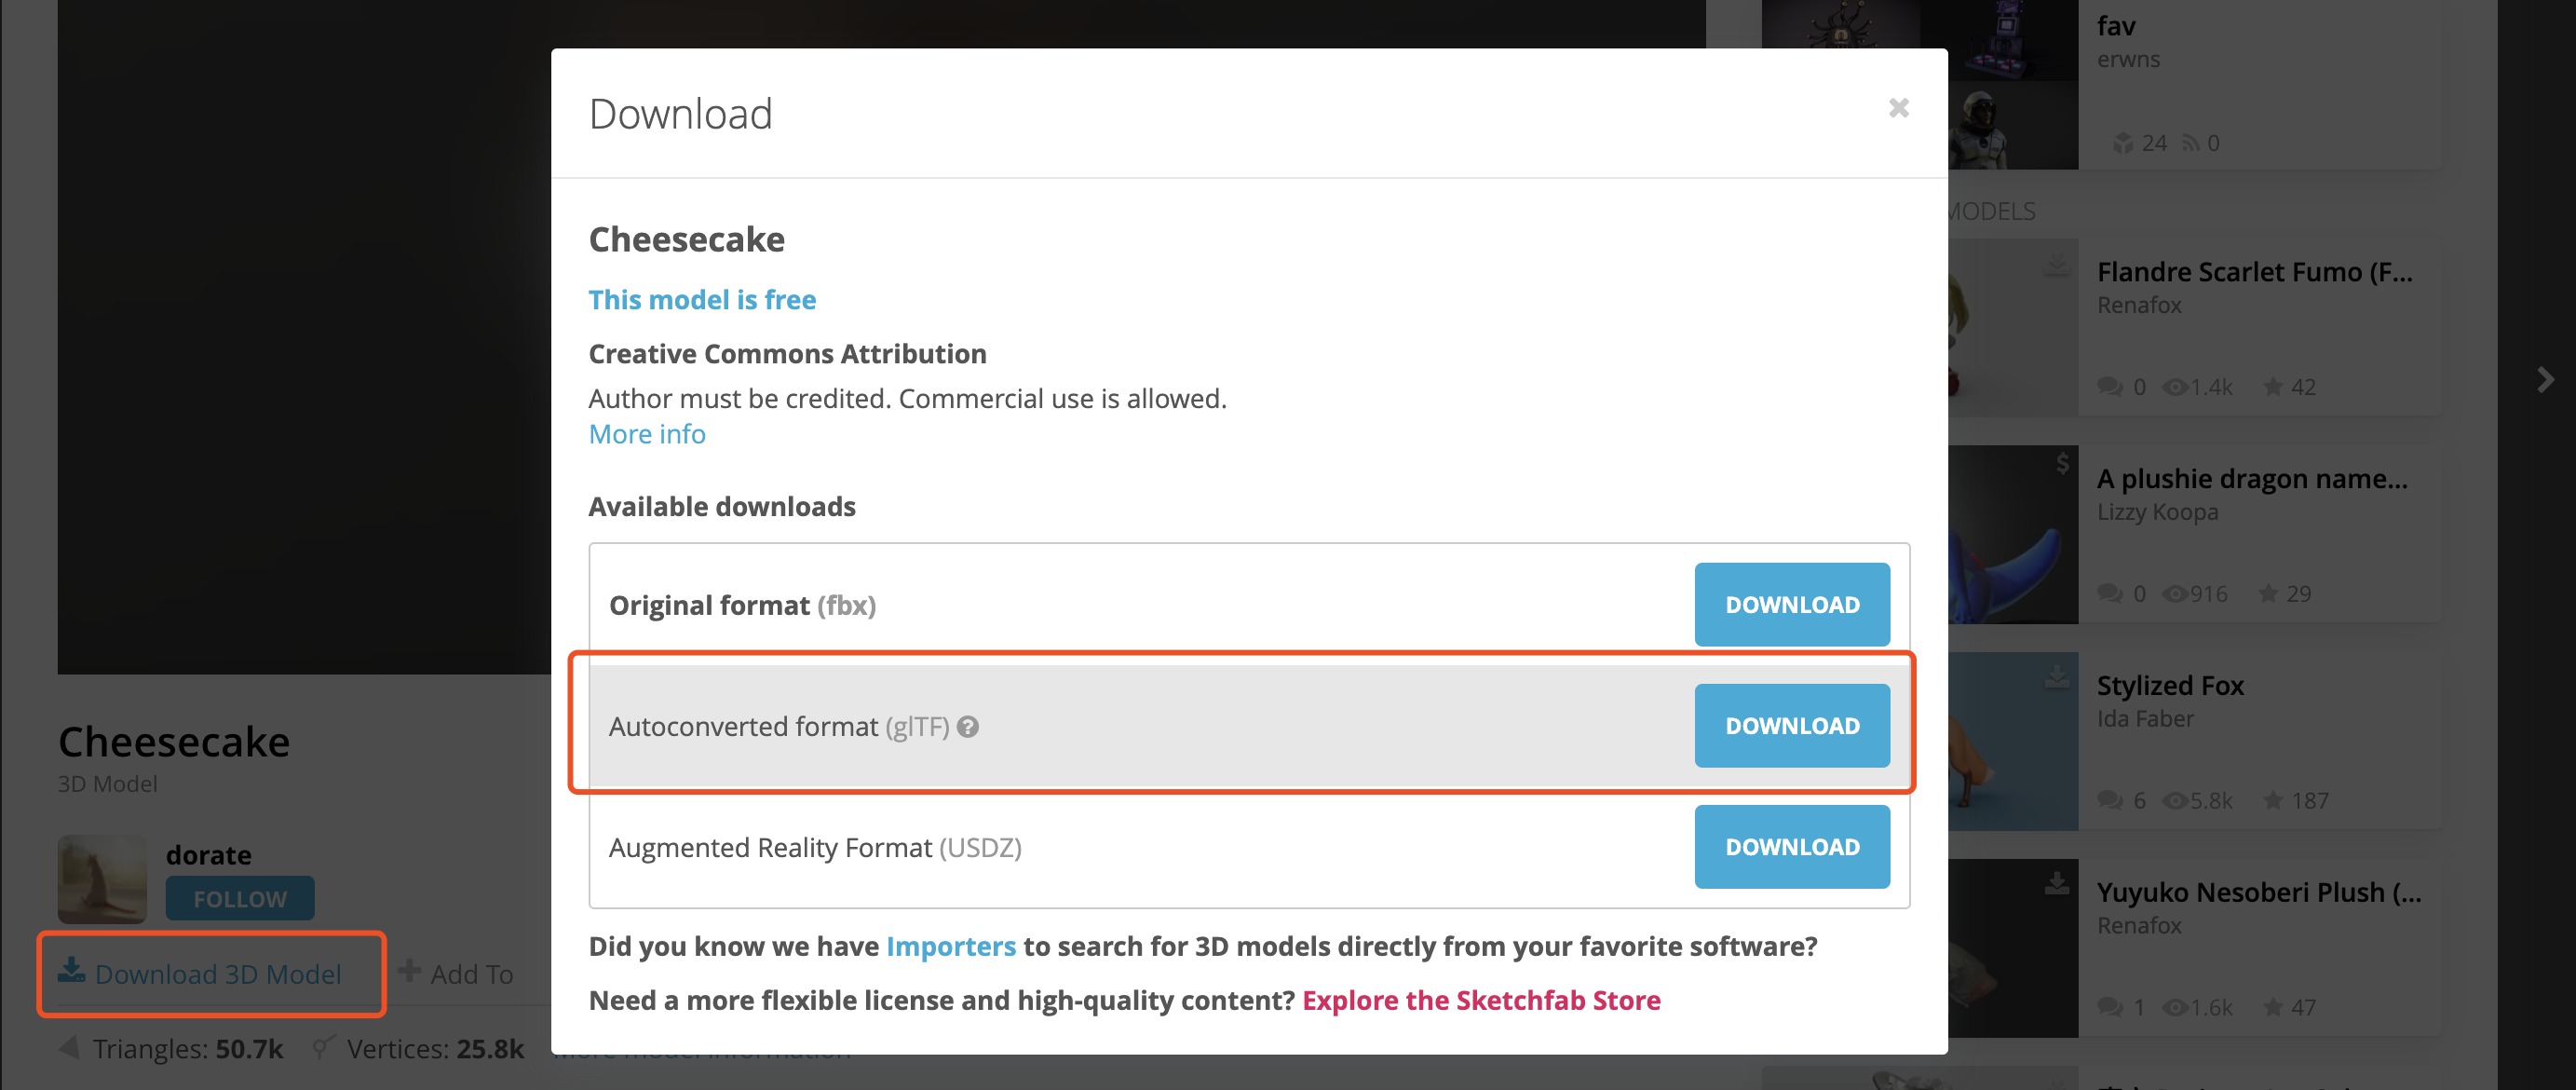 fav
erwns
24 0
Download
Cheesecake
This model is free
Creative Commons Attribution
Author must be credited. Commercial use is allowed.
More info
Available downloads
Original format (fbx)
DOWNLOAD
Autoconverted format (glTF) ?
DOWNLOAD
Augmented Reality Format (USDZ)
DOWNLOAD
Did you know we have Importers to search for 3D models directly from your favorite software?
Need a more flexible license and high-quality content? Explore the Sketchfab Store
Cheesecake
3D Model
dorate
FOLLOW
Download 3D Model
Add To
Triangles: 50.7k Vertices: 25.8k
MODELS
Flandre Scarlet Fumo (F...
Renafox
0 1.4k 42
$
A plushie dragon name...
Lizzy Koopa
0 916 29
Stylized Fox
Ida Faber
6 5.8k 187
Yuyuko Nesoberi Plush (...
Renafox
1 1.6k 47